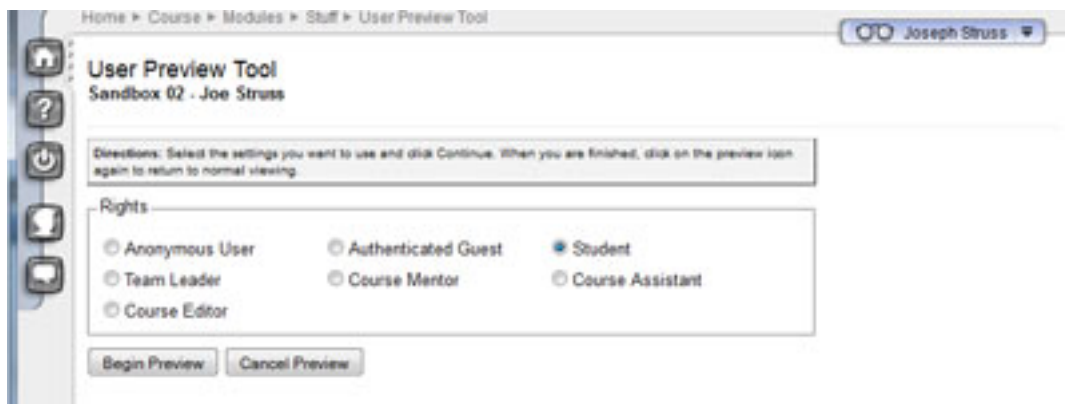 Home ▸ Course ▸ Modules ▸ Stuff ▸ User Preview Tool
Joseph Struss
User Preview Tool
Sandbox 02 - Joe Struss
Directions: Select the settings you want to use and click Continue. When you are finished, click on the preview icon
again to return to normal viewing.
Rights
Anonymous User Authenticated Guest Student
Team Leader Course Mentor Course Assistant
Course Editor
Begin Preview Cancel Preview